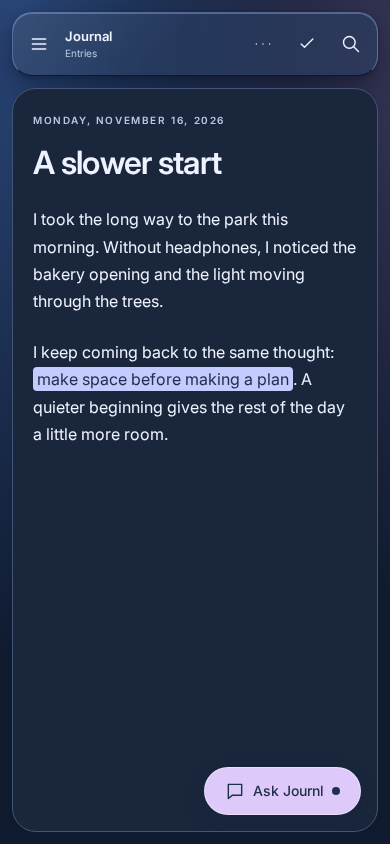 Journal
Entries
MONDAY, NOVEMBER 16, 2026
A slower start
I took the long way to the park this
morning. Without headphones, I noticed the
bakery opening and the light moving
through the trees.
I keep coming back to the same thought:
make space before making a plan. A
quieter beginning gives the rest of the day
a little more room.
Ask Journl